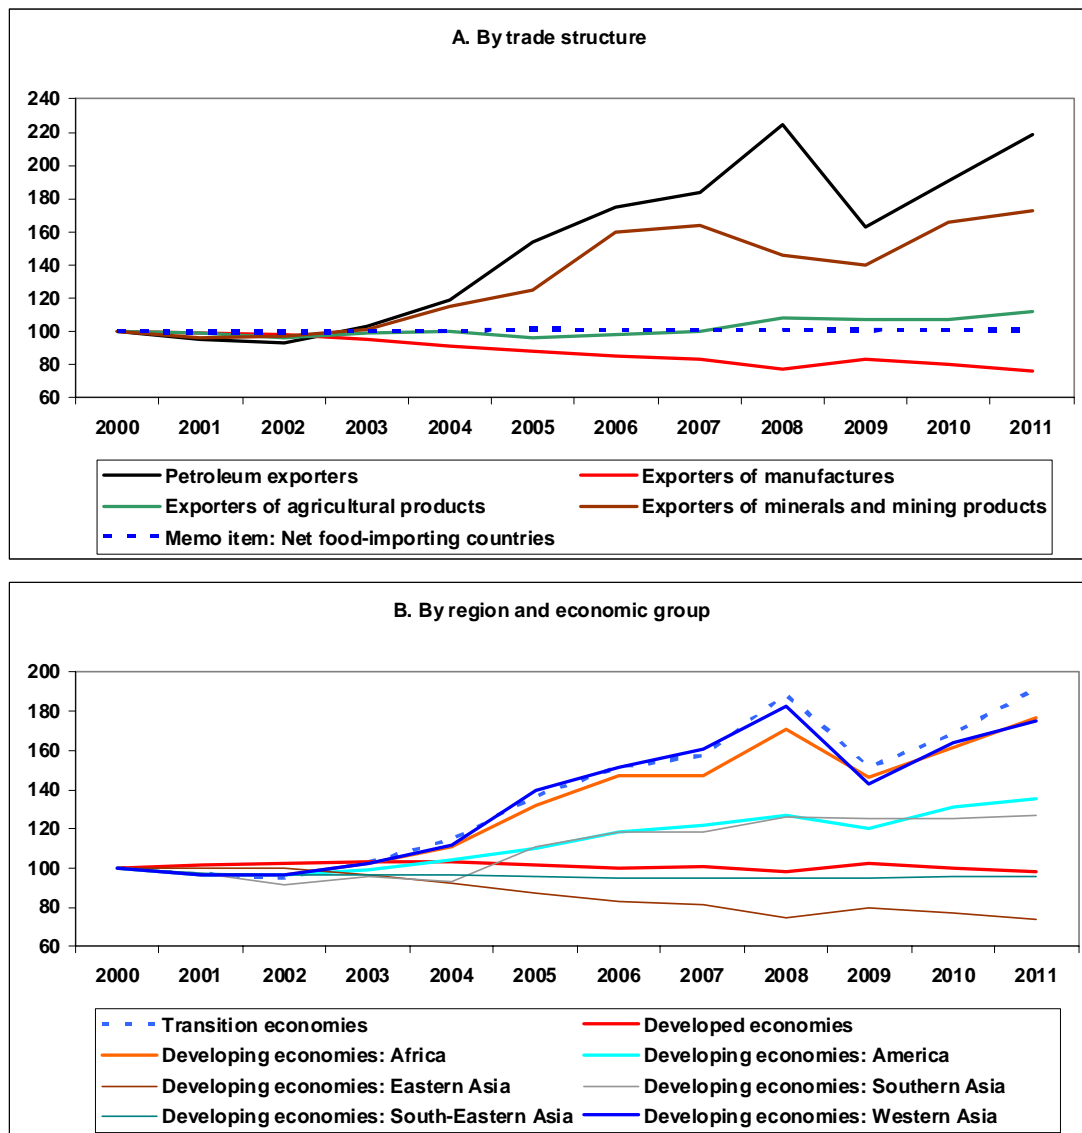 A. By trade structure
240
220
200
180
160
140
120
100
80
60
2000 2001 2002 2003 2004 2005 2006 2007 2008 2009 2010 2011
Petroleum exporters Exporters of manufactures
Exporters of agricultural products Exporters of minerals and mining products
Memo item: Net food-importing countries
B. By region and economic group
200
180
160
140
120
100
80
60
2000 2001 2002 2003 2004 2005 2006 2007 2008 2009 2010 2011
Transition economies Developed economies
Developing economies: Africa Developing economies: America
Developing economies: Eastern Asia Developing economies: Southern Asia
Developing economies: South-Eastern Asia Developing economies: Western Asia